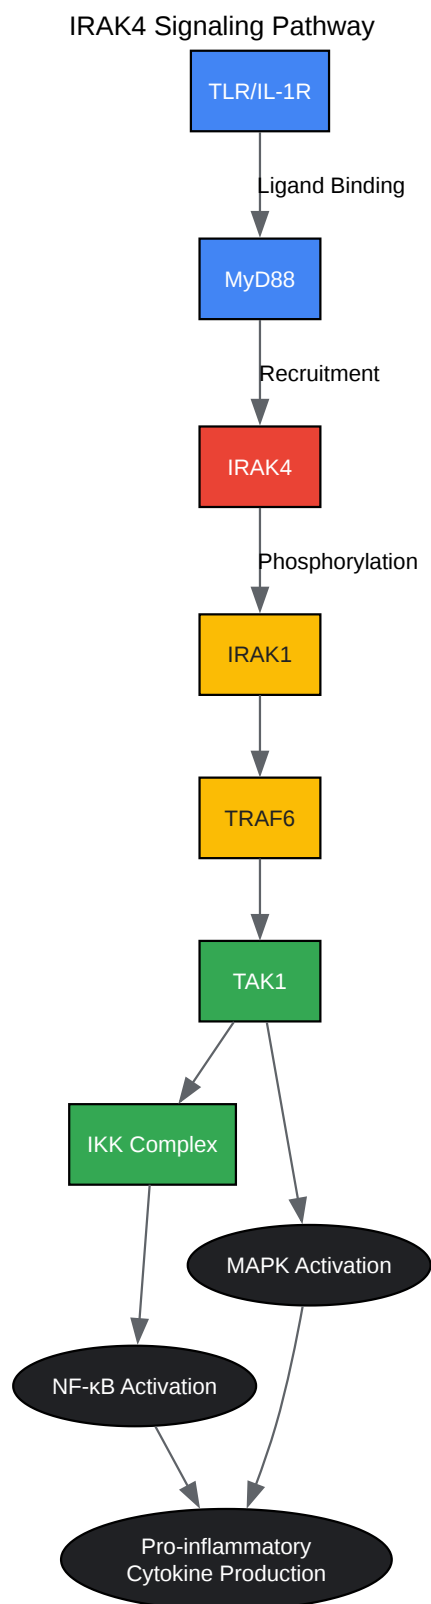 IRAK4 Signaling Pathway
TLR/IL-1R
Ligand Binding
MyD88
Recruitment
IRAK4
Phosphorylation
IRAK1
TRAF6
TAK1
IKK Complex
MAPK Activation
NF-κB Activation
Pro-inflammatory
Cytokine Production